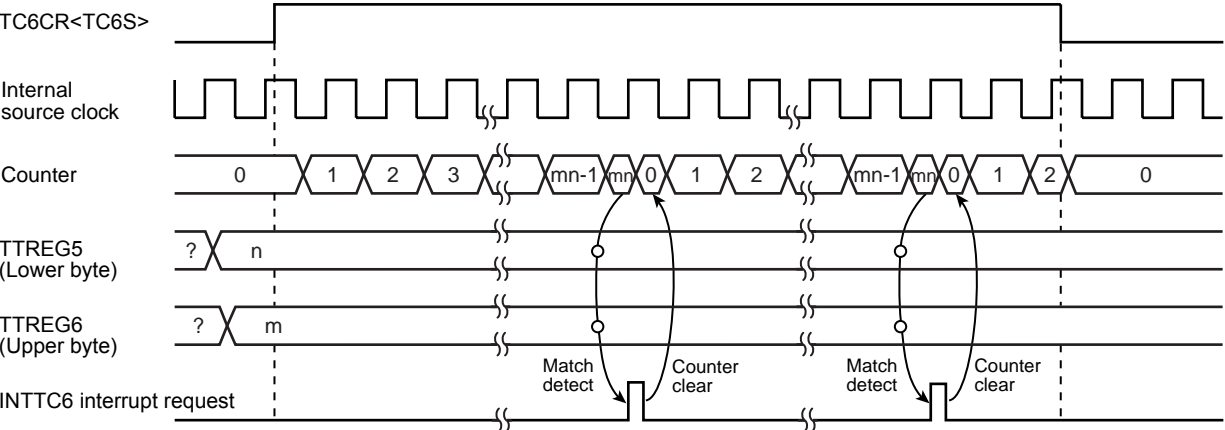 TC6CR<TC6S>
Internal
source clock
Counter
0 1 2 3 mn-1 mn 0 1 2 mn-1 mn 0 1 2 0
TTREG5
(Lower byte)
? n
TTREG6
(Upper byte)
? m
Match
detect
Counter
clear
Match
detect
Counter
clear
INTTC6 interrupt request